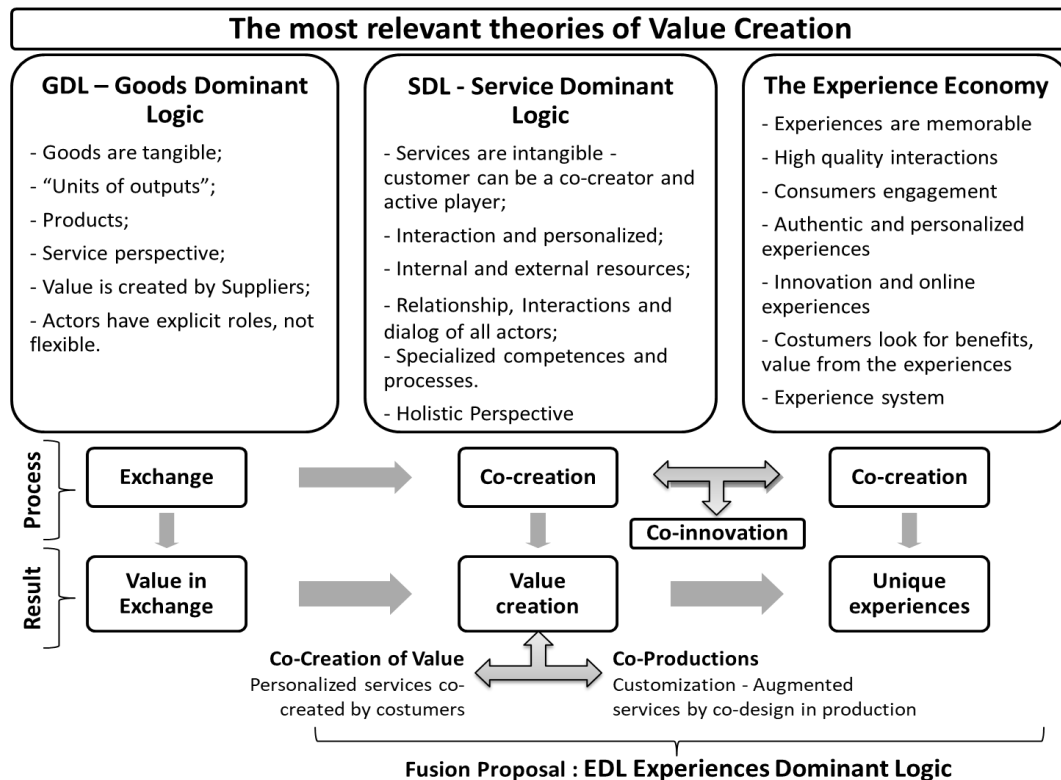 The most relevant theories of Value Creation
GDL – Goods Dominant
Logic
- Goods are tangible;
- “Units of outputs”;
- Products;
- Service perspective;
- Value is created by Suppliers;
- Actors have explicit roles, not
flexible.
SDL - Service Dominant
Logic
- Services are intangible -
customer can be a co-creator and
active player;
- Interaction and personalized;
- Internal and external resources;
- Relationship, Interactions and
dialog of all actors;
- Specialized competences and
processes.
- Holistic Perspective
The Experience Economy
- Experiences are memorable
- High quality interactions
- Consumers engagement
- Authentic and personalized
experiences
- Innovation and online
experiences
- Costumers look for benefits,
value from the experiences
- Experience system
Process
Exchange
Co-creation
Co-creation
Co-innovation
Result
Value in
Exchange
Value
creation
Unique
experiences
Co-Creation of Value
Personalized services co-
created by costumers
Co-Productions
Customization - Augmented
services by co-design in production
Fusion Proposal : EDL Experiences Dominant Logic